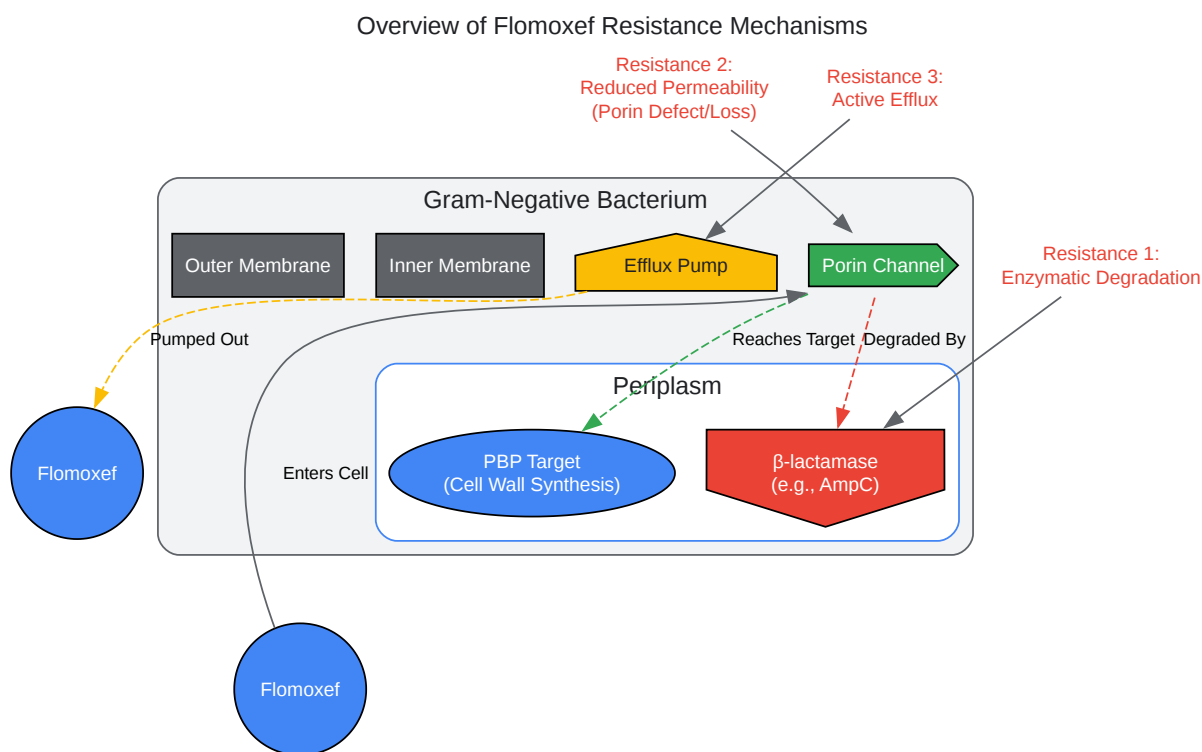 Overview of Flomoxef Resistance Mechanisms
Resistance 2:
Reduced Permeability
(Porin Defect/Loss)
Resistance 3:
Active Efflux
Gram-Negative Bacterium
Outer Membrane
Inner Membrane
Efflux Pump
Porin Channel
Resistance 1:
Enzymatic Degradation
Pumped Out
Reaches Target
Degraded By
Periplasm
Flomoxef
Enters Cell
PBP Target
(Cell Wall Synthesis)
β-lactamase
(e.g., AmpC)
Flomoxef